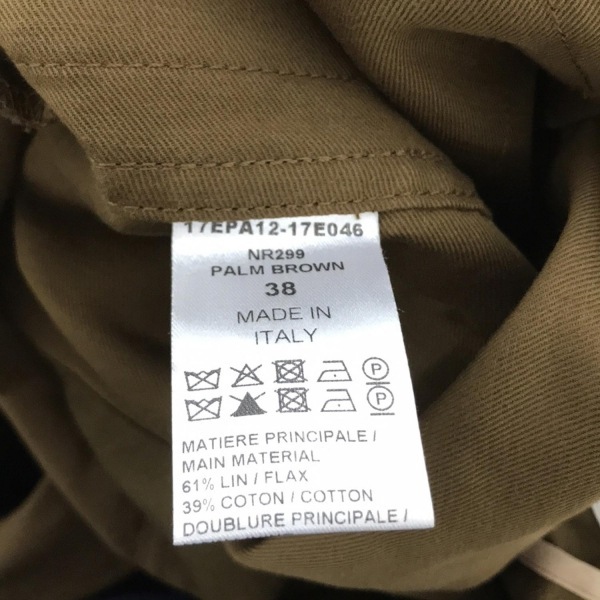 17EPA12-17E046
NR299
PALM BROWN
38
MADE IN
ITALY
P
P
MATIERE PRINCIPALE /
MAIN MATERIAL
61% LIN / FLAX
39% COTON / COTTON
DOUBLURE PRINCIPALE /